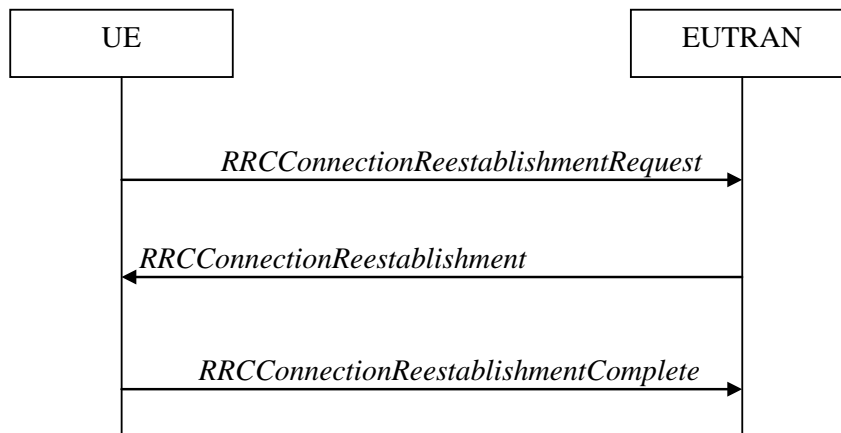 UE
EUTRAN
RRCConnectionReestablishmentRequest
RRCConnectionReestablishment
RRCConnectionReestablishmentComplete